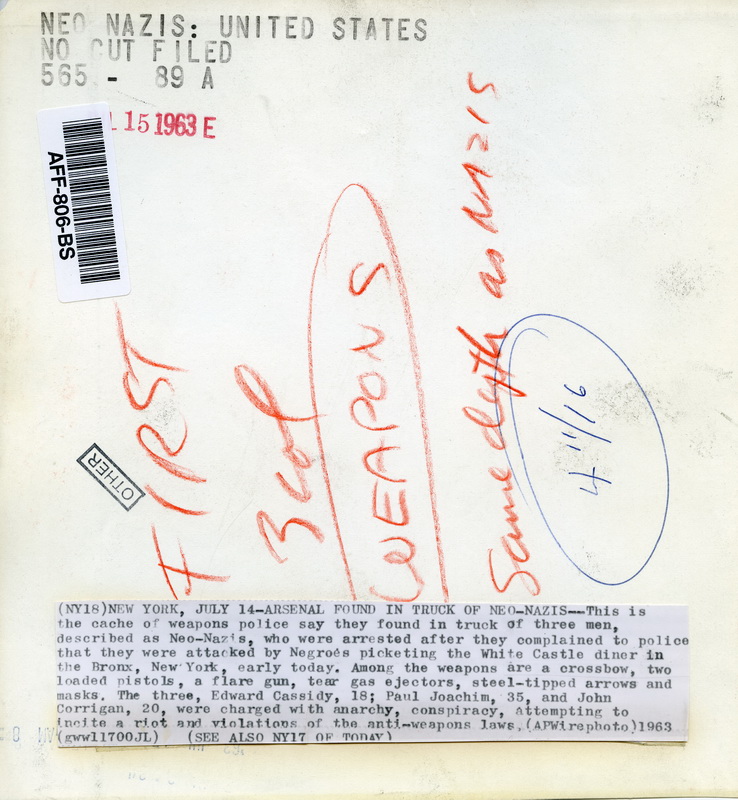 NEO NAZIS: UNITED STATES
NO CUT FILED
565 - 89 A
15 1963 E
AFF-806-BS
FIRST
3 col
WEAPONS
Same depth as NAZIS
4 11/16
OTHER
(NY18)NEW YORK, JULY 14—ARSENAL FOUND IN TRUCK OF NEO-NAZIS——This is
the cache of weapons police say they found in truck of three men,
described as Neo-Nazis, who were arrested after they complained to police
that they were attacked by Negroes picketing the White Castle diner in
the Bronx, New York, early today. Among the weapons are a crossbow, two
loaded pistols, a flare gun, tear gas ejectors, steel-tipped arrows and
masks. The three, Edward Cassidy, 18; Paul Joachim, 35, and John
Corrigan, 20, were charged with anarchy, conspiracy, attempting to
incite a riot and violations of the anti-weapons laws.(APWirephoto)1963
(gww11700JL) (SEE ALSO NY17 OF TODAY)